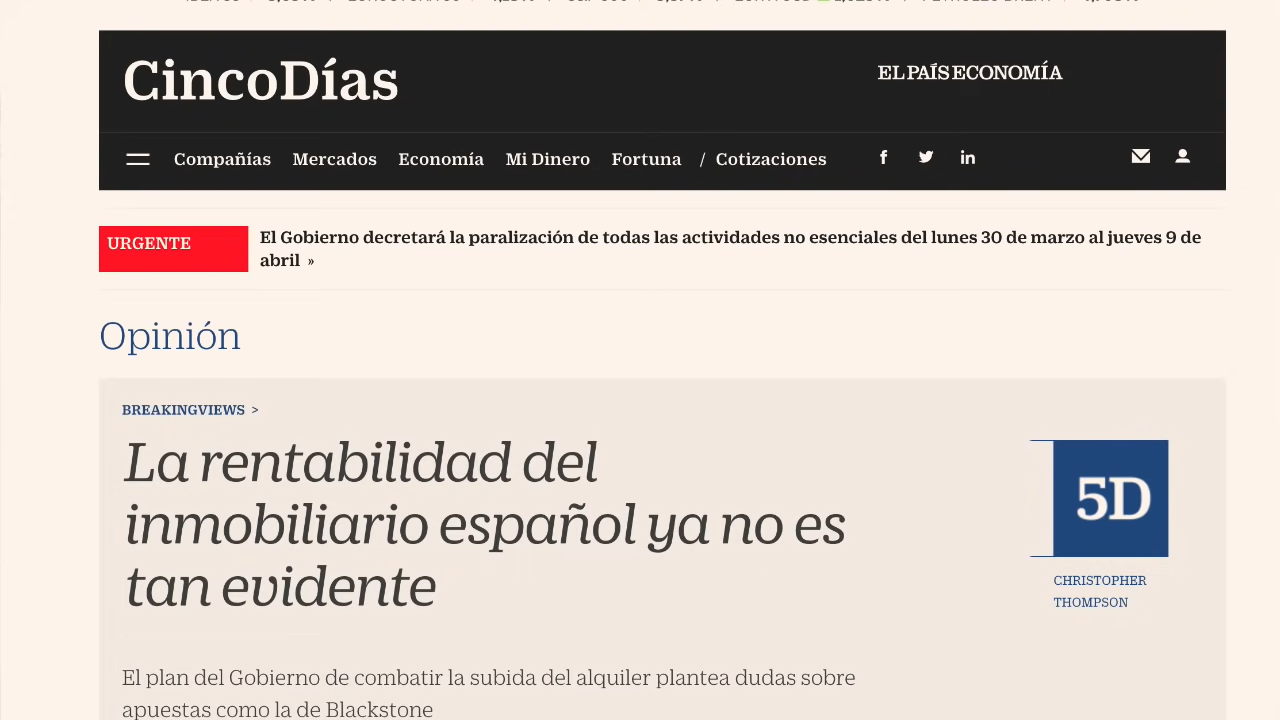 CincoDías
EL PAÍS ECONOMÍA
Compañías Mercados Economía Mi Dinero Fortuna / Cotizaciones
URGENTE
El Gobierno decretará la paralización de todas las actividades no esenciales del lunes 30 de marzo al jueves 9 de
abril »
Opinión
BREAKINGVIEWS >
La rentabilidad del
inmobiliario español ya no es
tan evidente
5D
CHRISTOPHER
THOMPSON
El plan del Gobierno de combatir la subida del alquiler plantea dudas sobre
apuestas como la de Blackstone